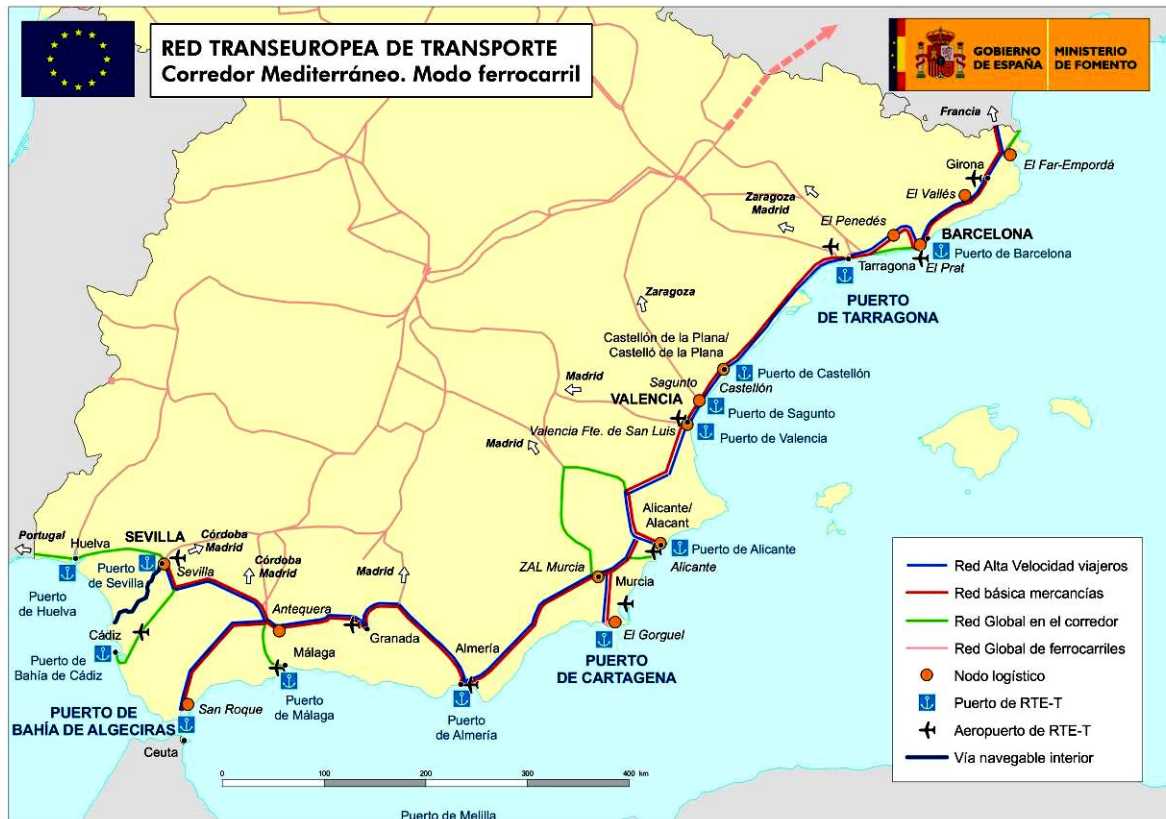 RED TRANSEUROPEA DE TRANSPORTE
Corredor Mediterráneo. Modo ferrocarril
GOBIERNO
DE ESPAÑA
MINISTERIO
DE FOMENTO
Francia
Girona
El Far-Empordá
El Vallés
Zaragoza
Madrid
El Penedés
BARCELONA
Puerto de Barcelona
El Prat
Tarragona
PUERTO
DE TARRAGONA
Zaragoza
Castellón de la Plana/
Castelló de la Plana
Puerto de Castellón
Castellón
Sagunto
Madrid
VALENCIA
Puerto de Sagunto
Valencia Fte. de San Luis
Puerto de Valencia
Madrid
Alicante/
Alacant
Puerto de Alicante
Alicante
ZAL Murcia
Murcia
El Gorguel
PUERTO
DE CARTAGENA
Portugal
Huelva
SEVILLA
Córdoba
Madrid
Puerto
de Sevilla
Sevilla
Córdoba
Madrid
Madrid
Puerto
de Huelva
Antequera
Granada
Almería
Cádiz
Málaga
Puerto de
Bahía de Cádiz
Puerto
de Málaga
Puerto
de Almería
San Roque
PUERTO DE
BAHÍA DE ALGECIRAS
Ceuta
0 100 200 300 400 km
Puerto de Melilla
Red Alta Velocidad viajeros
Red básica mercancías
Red Global en el corredor
Red Global de ferrocarriles
Nodo logístico
Puerto de RTE-T
Aeropuerto de RTE-T
Vía navegable interior